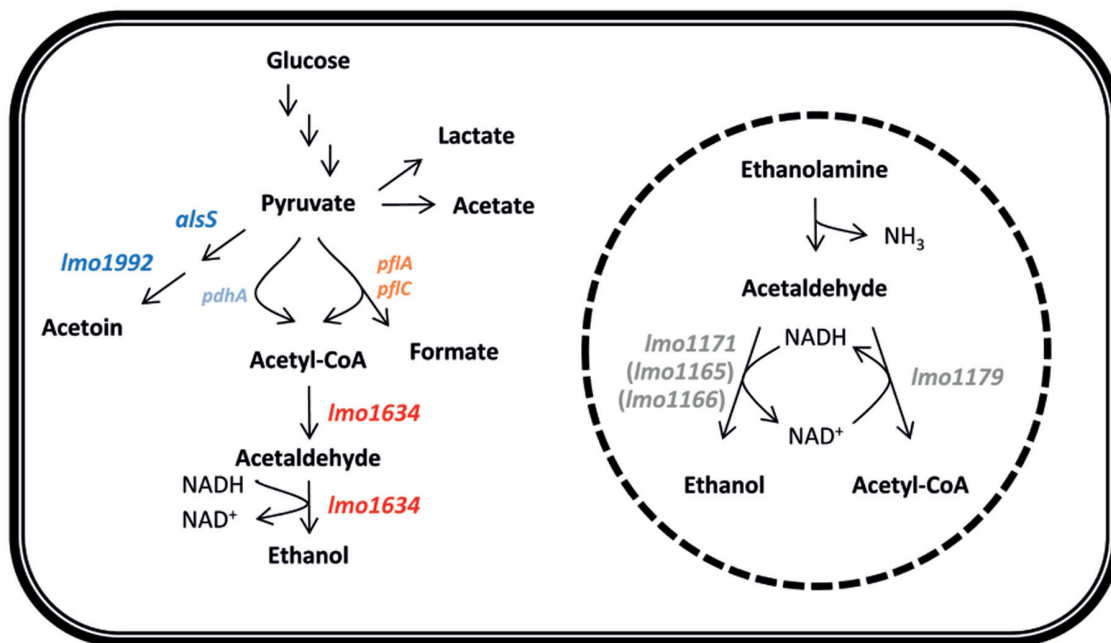 Glucose
Lactate
Pyruvate
Acetate
alsS
lmo1992
pdhA
pflA
pflC
Acetoin
Acetyl-CoA
Formate
lmo1634
Acetaldehyde
NADH
NAD+
lmo1634
Ethanol
Ethanolamine
NH3
Acetaldehyde
lmo1171
(lmo1165)
(lmo1166)
NADH
lmo1179
NAD+
Ethanol
Acetyl-CoA